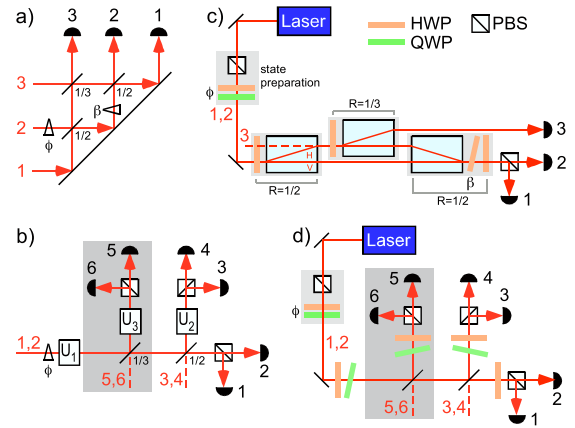 a)
3
2
1
3
1/3
1/2
β
2
ϕ
1/2
1
c)
Laser
HWP
QWP
PBS
state
preparation
ϕ
1,2
R=1/3
3
H
V
3
2
R=1/2
β
R=1/2
1
b)
5
4
6
3
U3
U2
1,2
U1
ϕ
1/3
1/2
2
5,6
3,4
1
d)
Laser
ϕ
5
4
6
3
1,2
2
5,6
3,4
1